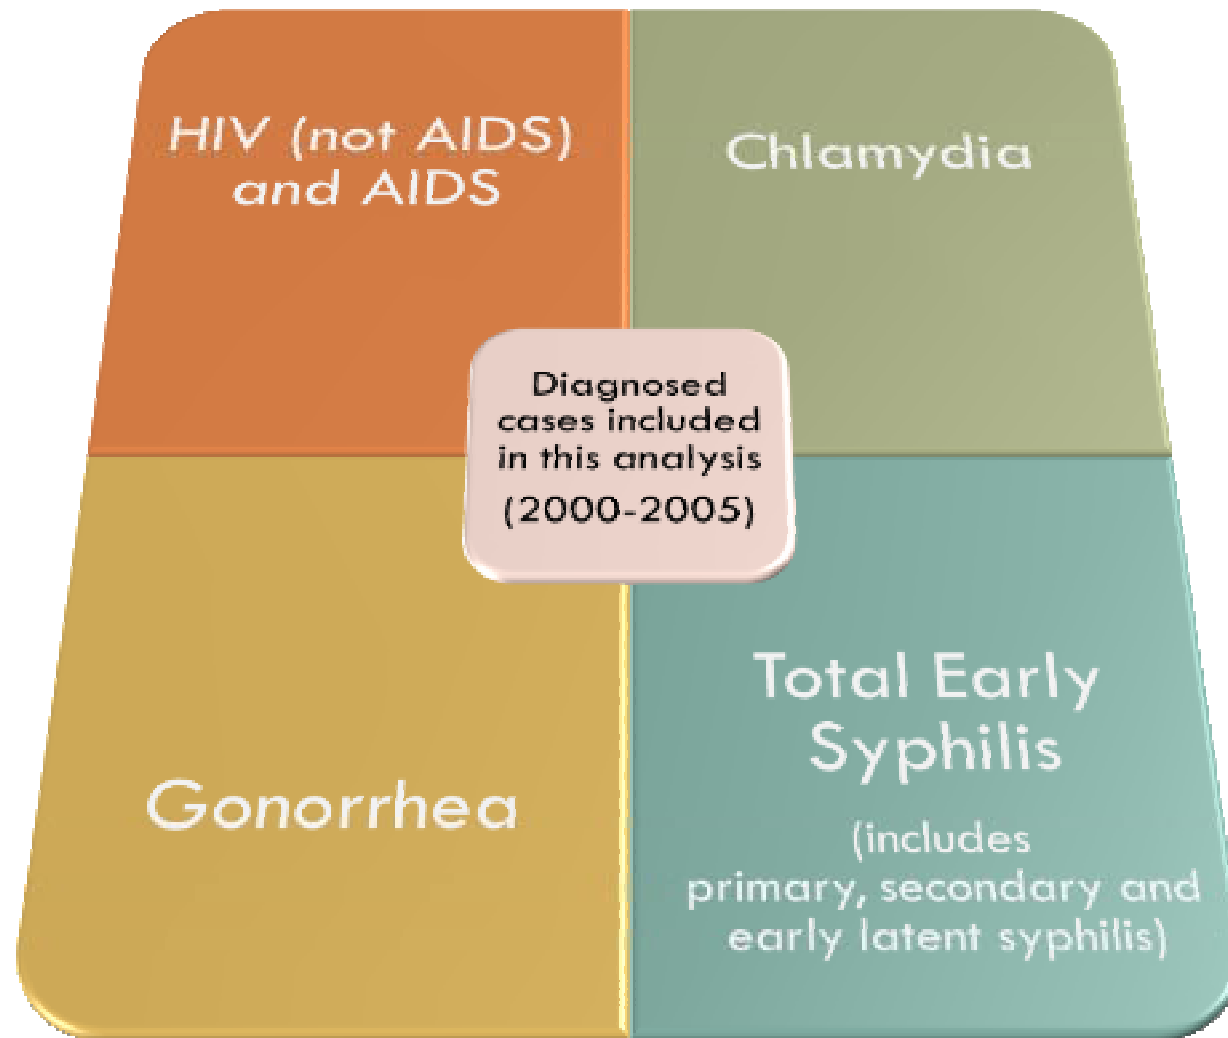 HIV (not AIDS)
and AIDS
Chlamydia
Diagnosed
cases included
in this analysis
(2000-2005)
Gonorrhea
Total Early
Syphilis
(includes
primary, secondary and
early latent syphilis)